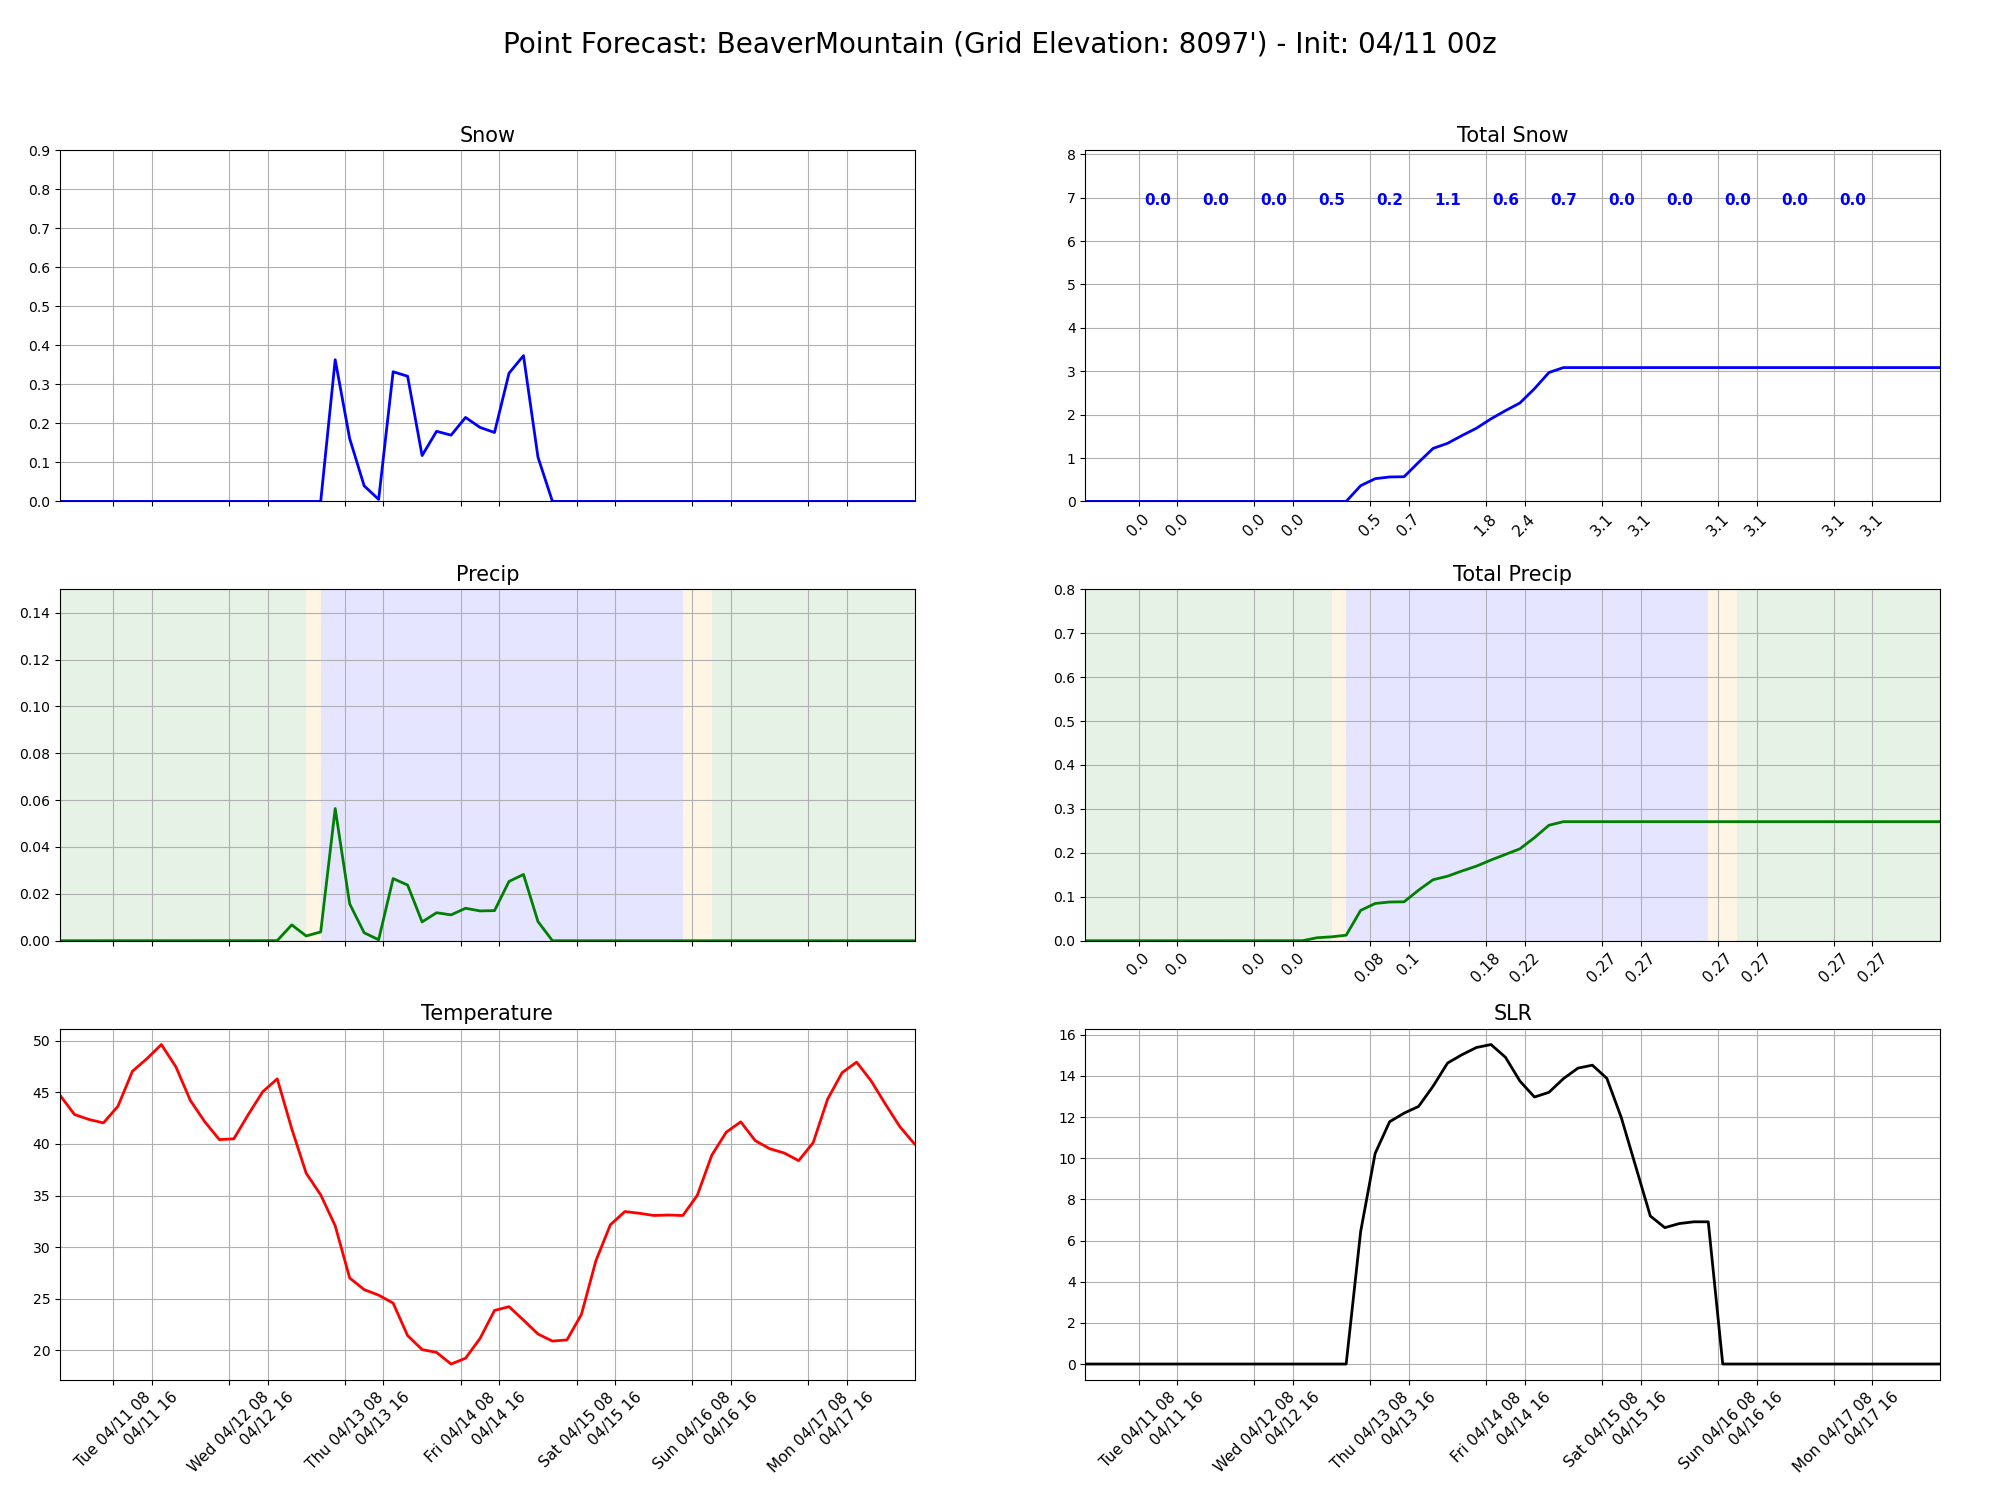 Point Forecast: BeaverMountain (Grid Elevation: 8097') - Init: 04/11 00z
Snow
0.9
0.8
0.7
0.6
0.5
0.4
0.3
0.2
0.1
0.0
Total Snow
8
7
6
5
4
3
2
1
0
0.0 0.0 0.0 0.5 0.2 1.1 0.6 0.7 0.0 0.0 0.0 0.0 0.0
0.0 0.0 0.0 0.0 0.5 0.7 1.8 2.4 3.1 3.1 3.1 3.1 3.1 3.1
Precip
0.14
0.12
0.10
0.08
0.06
0.04
0.02
0.00
Total Precip
0.8
0.7
0.6
0.5
0.4
0.3
0.2
0.1
0.0
0.0 0.0 0.0 0.0 0.08 0.1 0.18 0.22 0.27 0.27 0.27 0.27 0.27 0.27
Temperature
50
45
40
35
30
25
20
Tue 04/11 08
04/11 16
Wed 04/12 08
04/12 16
Thu 04/13 08
04/13 16
Fri 04/14 08
04/14 16
Sat 04/15 08
04/15 16
Sun 04/16 08
04/16 16
Mon 04/17 08
04/17 16
SLR
16
14
12
10
8
6
4
2
0
Tue 04/11 08
04/11 16
Wed 04/12 08
04/12 16
Thu 04/13 08
04/13 16
Fri 04/14 08
04/14 16
Sat 04/15 08
04/15 16
Sun 04/16 08
04/16 16
Mon 04/17 08
04/17 16